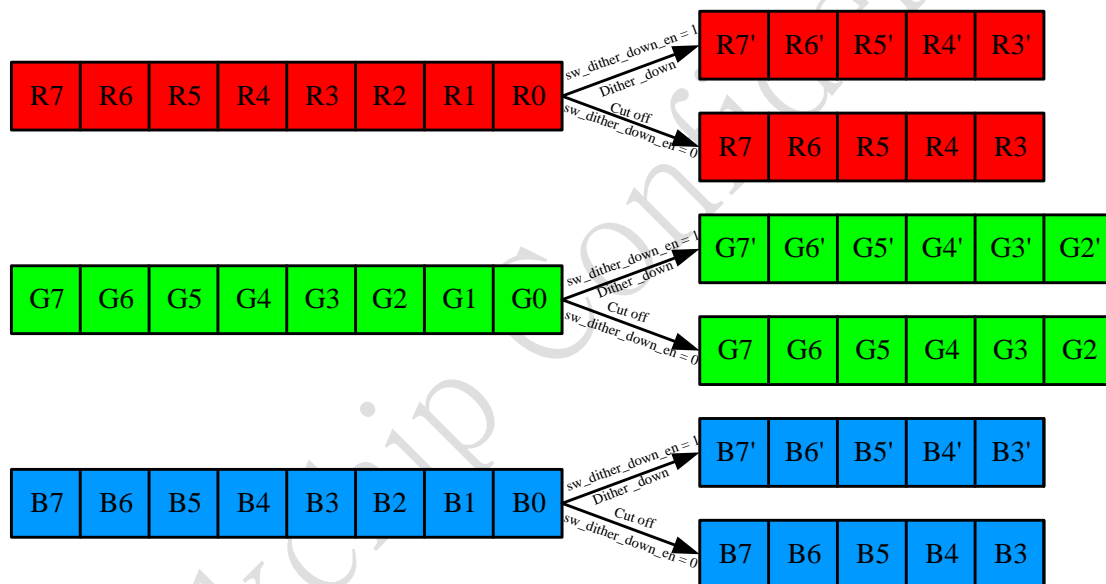 R7' R6' R5' R4' R3'
sw_dither_down_en = 1
Dither _down
R7 R6 R5 R4 R3 R2 R1 R0
Cut off
sw_dither_down_en = 0
R7 R6 R5 R4 R3
G7' G6' G5' G4' G3' G2'
sw_dither_down_en = 1
Dither _down
G7 G6 G5 G4 G3 G2 G1 G0
Cut off
sw_dither_down_en = 0
G7 G6 G5 G4 G3 G2
B7' B6' B5' B4' B3'
sw_dither_down_en = 1
Dither _down
B7 B6 B5 B4 B3 B2 B1 B0
Cut off
sw_dither_down_en = 0
B7 B6 B5 B4 B3